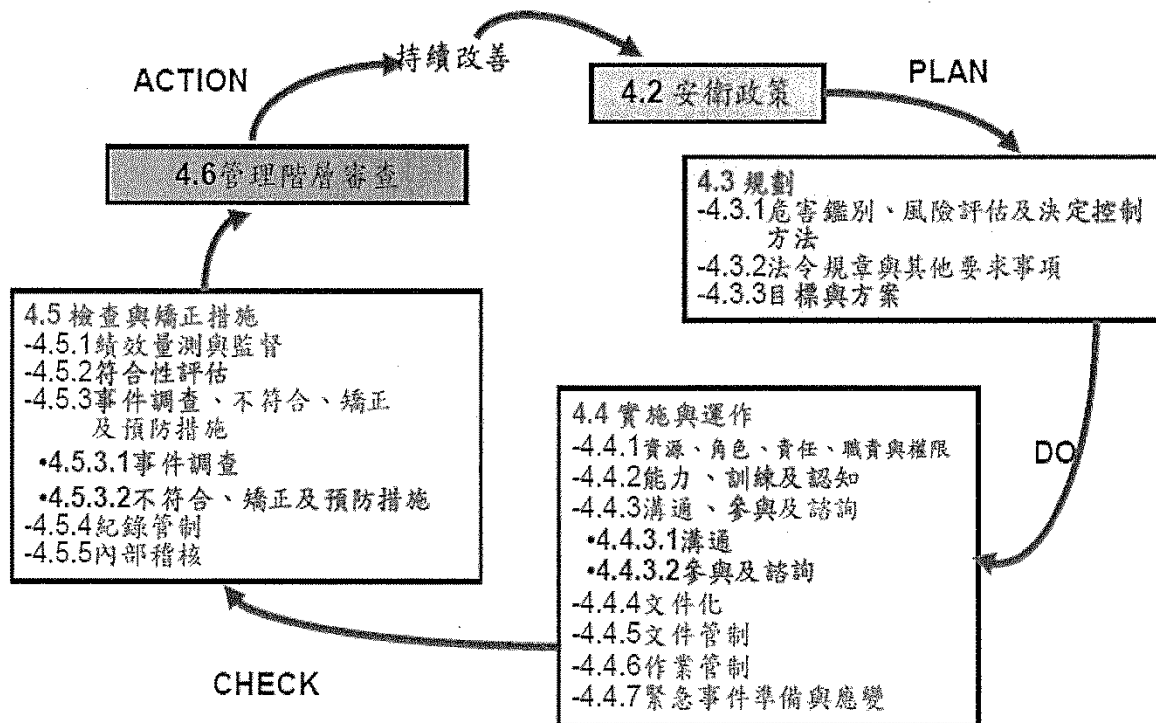 持續改善
ACTION
4.2 安衛政策
PLAN
4.6管理階層審查
4.3 規劃
-4.3.1危害鑑別、風險評估及決定控制
方法
-4.3.2法令規章與其他要求事項
-4.3.3目標與方案
4.5 檢查與矯正措施
-4.5.1績效量測與監督
-4.5.2符合性評估
-4.5.3事件調查、不符合、矯正
及預防措施
•4.5.3.1事件調查
•4.5.3.2不符合、矯正及預防措施
-4.5.4紀錄管制
-4.5.5內部稽核
4.4 實施與運作
-4.4.1資源、角色、責任、職責與權限
-4.4.2能力、訓練及認知
-4.4.3溝通、參與及諮詢
•4.4.3.1溝通
•4.4.3.2參與及諮詢
-4.4.4文件化
-4.4.5文件管制
-4.4.6作業管制
-4.4.7緊急事件準備與應變
DO
CHECK